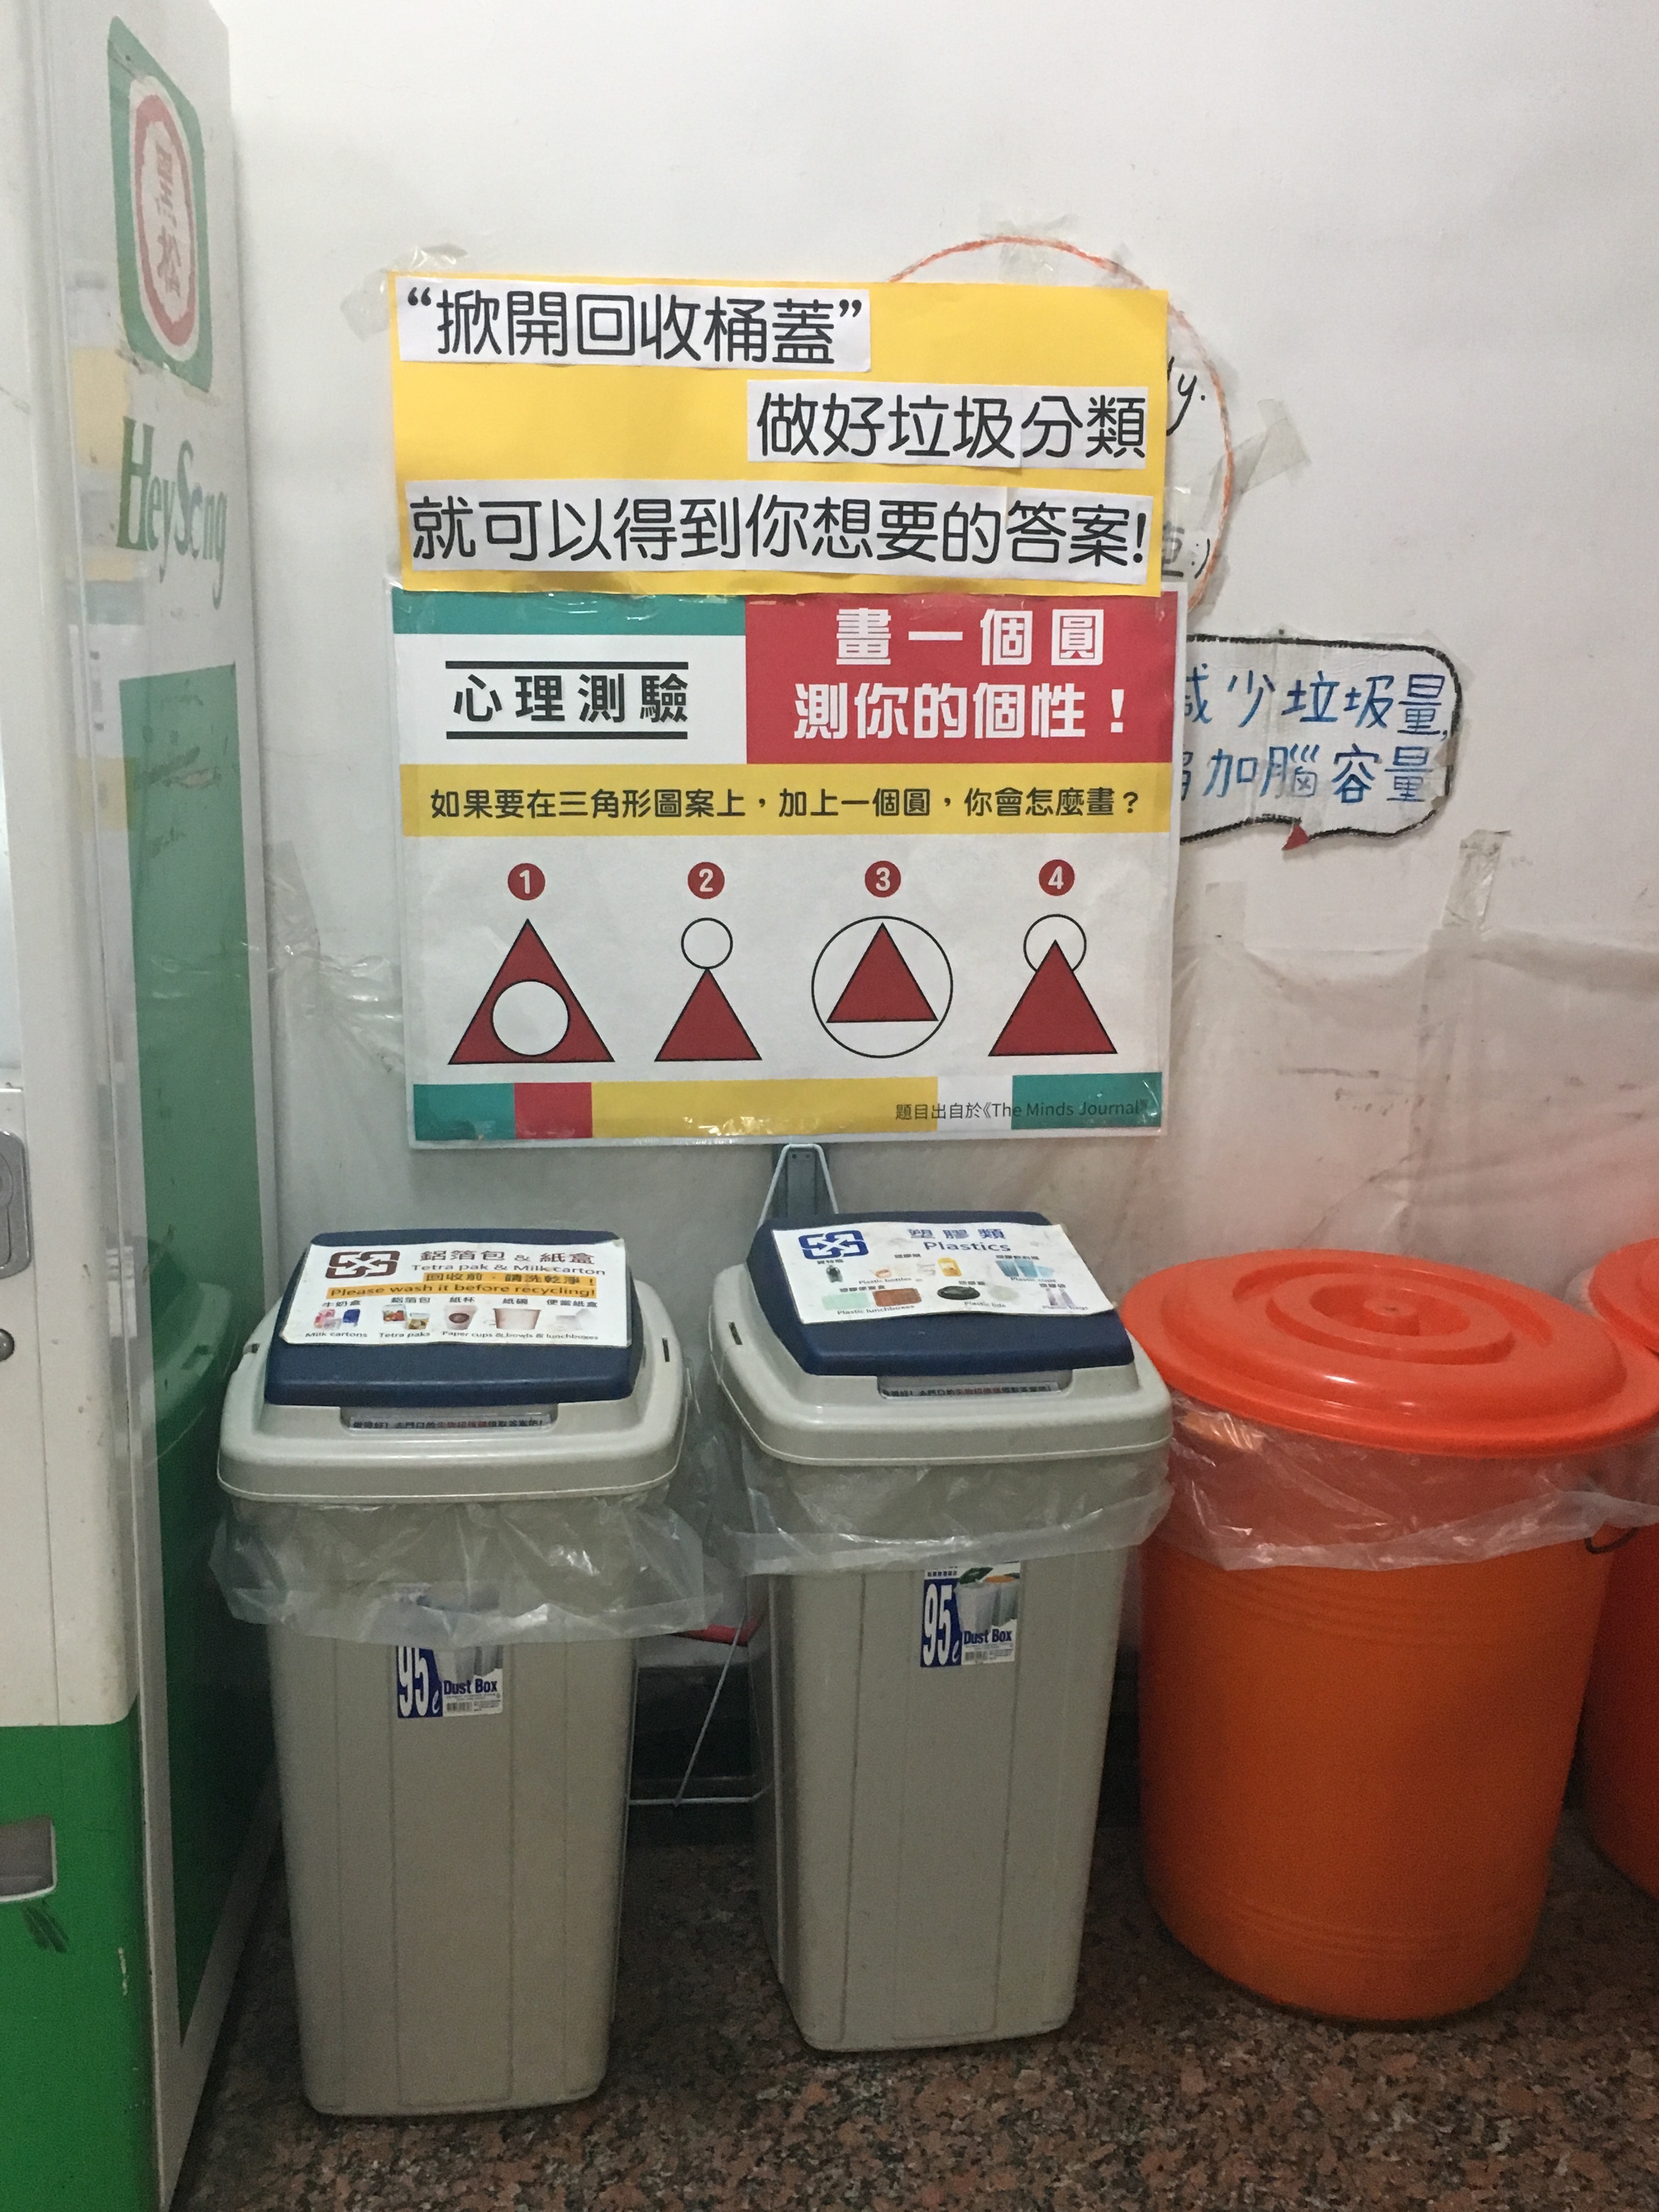 HeySong
“掀開回收桶蓋”
做好垃圾分類
就可以得到你想要的答案!
y.
:)
心理測驗
畫一個圓
測你的個性！
減少垃圾量,
加腦容量
如果要在三角形圖案上，加上一個圓，你會怎麼畫？
1 2 3 4
題目出自於《The Minds Journal》
鋁箔包 & 紙盒
Tetra pak & Milk carton
回收前，請洗乾淨！
Please wash it before recycling!
牛奶盒 鋁箔包 紙杯 紙碗 便當紙盒
Milk cartons Tetra paks Paper cups & bowls & lunchboxes
塑膠類
Plastics
Plastic bottles
Plastic cups
Plastic lunchboxes
Plastic lids
Plastic bags
95ℓ
Dust Box
95ℓ
Dust Box